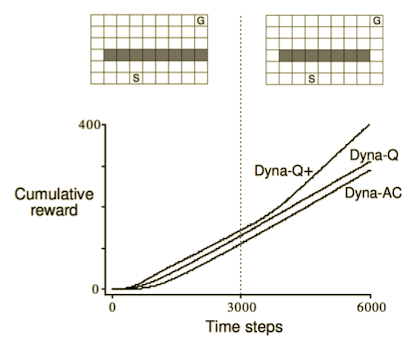 G
G
S
S
400
Dyna-Q+
Dyna-Q
Dyna-AC
Cumulative
reward
0
0
3000
6000
Time steps